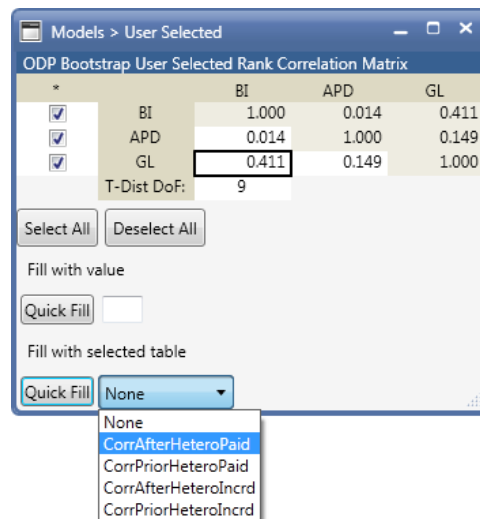 Models > User Selected
ODP Bootstrap User Selected Rank Correlation Matrix
* BI APD GL
BI 1.000 0.014 0.411
APD 0.014 1.000 0.149
GL 0.411 0.149 1.000
T-Dist DoF: 9
Select All Deselect All
Fill with value
Quick Fill
Fill with selected table
Quick Fill None
None
CorrAfterHeteroPaid
CorrPriorHeteroPaid
CorrAfterHeteroIncrd
CorrPriorHeteroIncrd